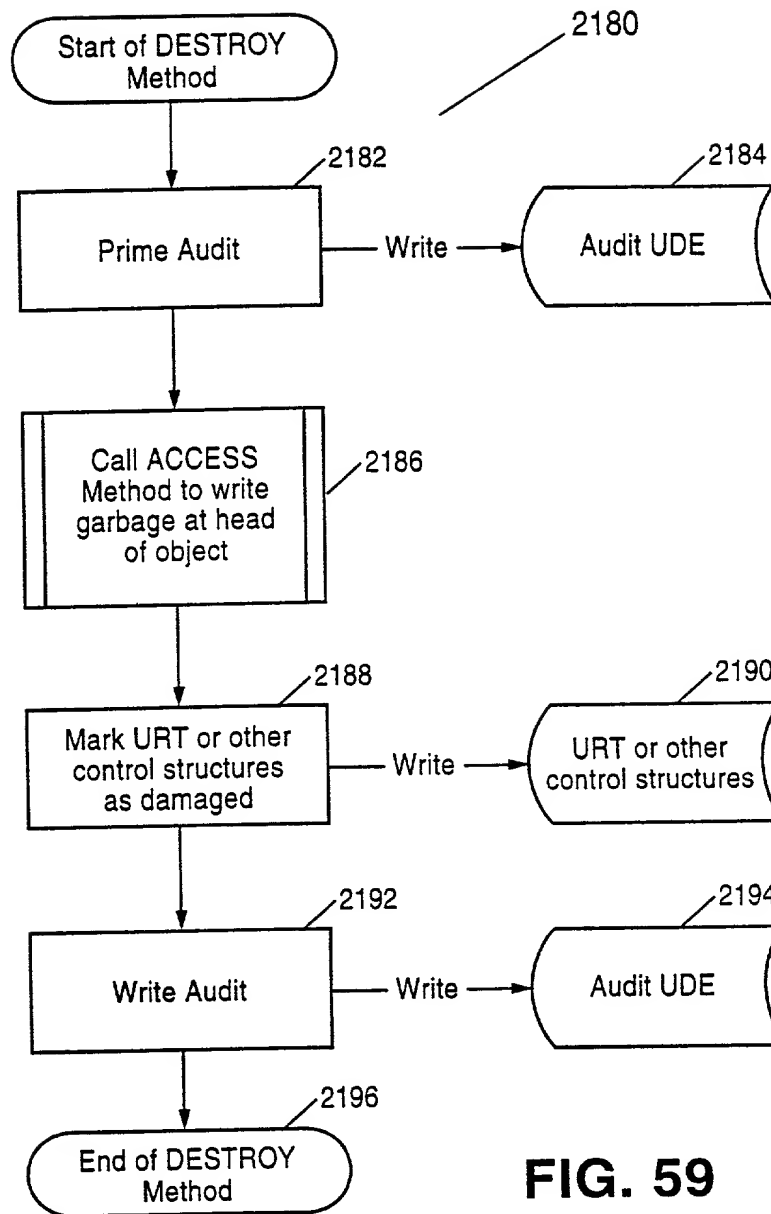 Start of DESTROY
Method
2180
2182
2184
Prime Audit
Write
Audit UDE
Call ACCESS
Method to write
garbage at head
of object
2186
2188
2190
Mark URT or other
control structures
as damaged
Write
URT or other
control structures
2192
2194
Write Audit
Write
Audit UDE
2196
End of DESTROY
Method
FIG. 59